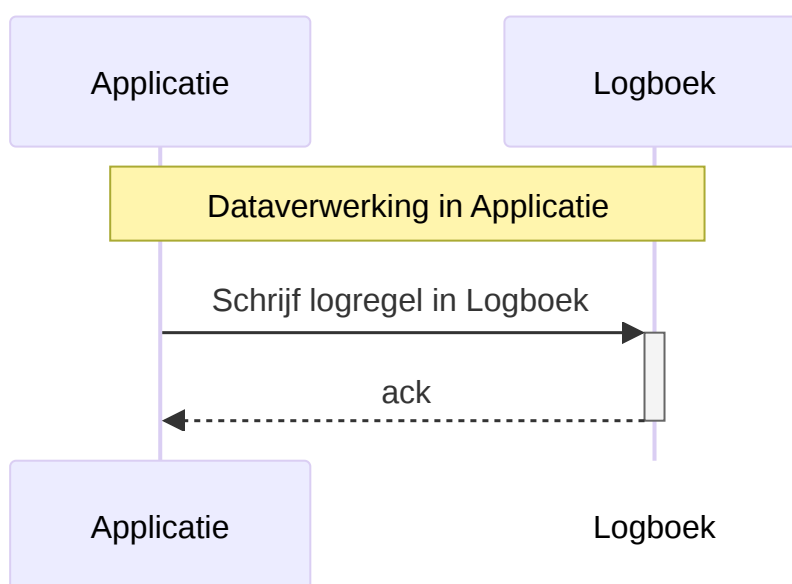 Applicatie
Logboek
Dataverwerking in Applicatie
Schrijf logregel in Logboek
ack
Applicatie
Logboek